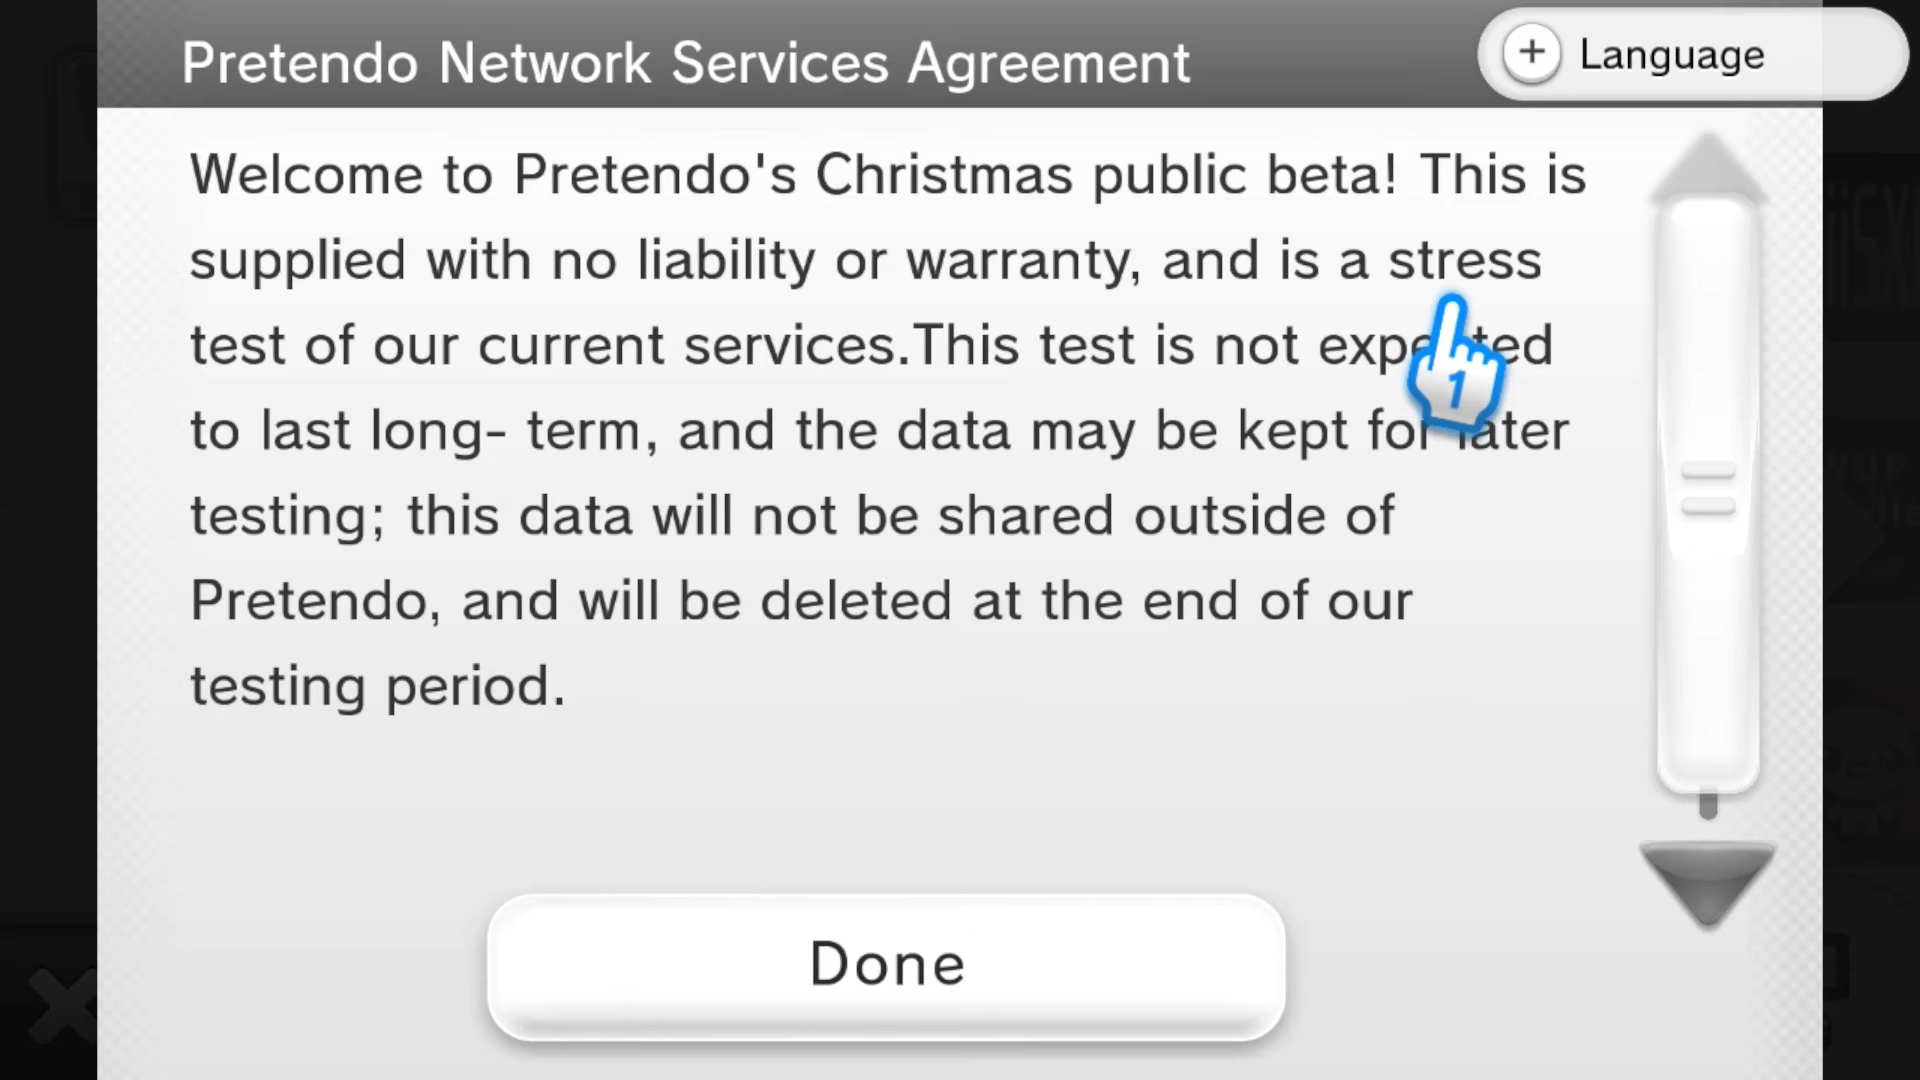 Pretendo Network Services Agreement
+ Language
Welcome to Pretendo's Christmas public beta! This is
supplied with no liability or warranty, and is a stress
test of our current services.This test is not expected
to last long- term, and the data may be kept for later
testing; this data will not be shared outside of
Pretendo, and will be deleted at the end of our
testing period.
1
Done